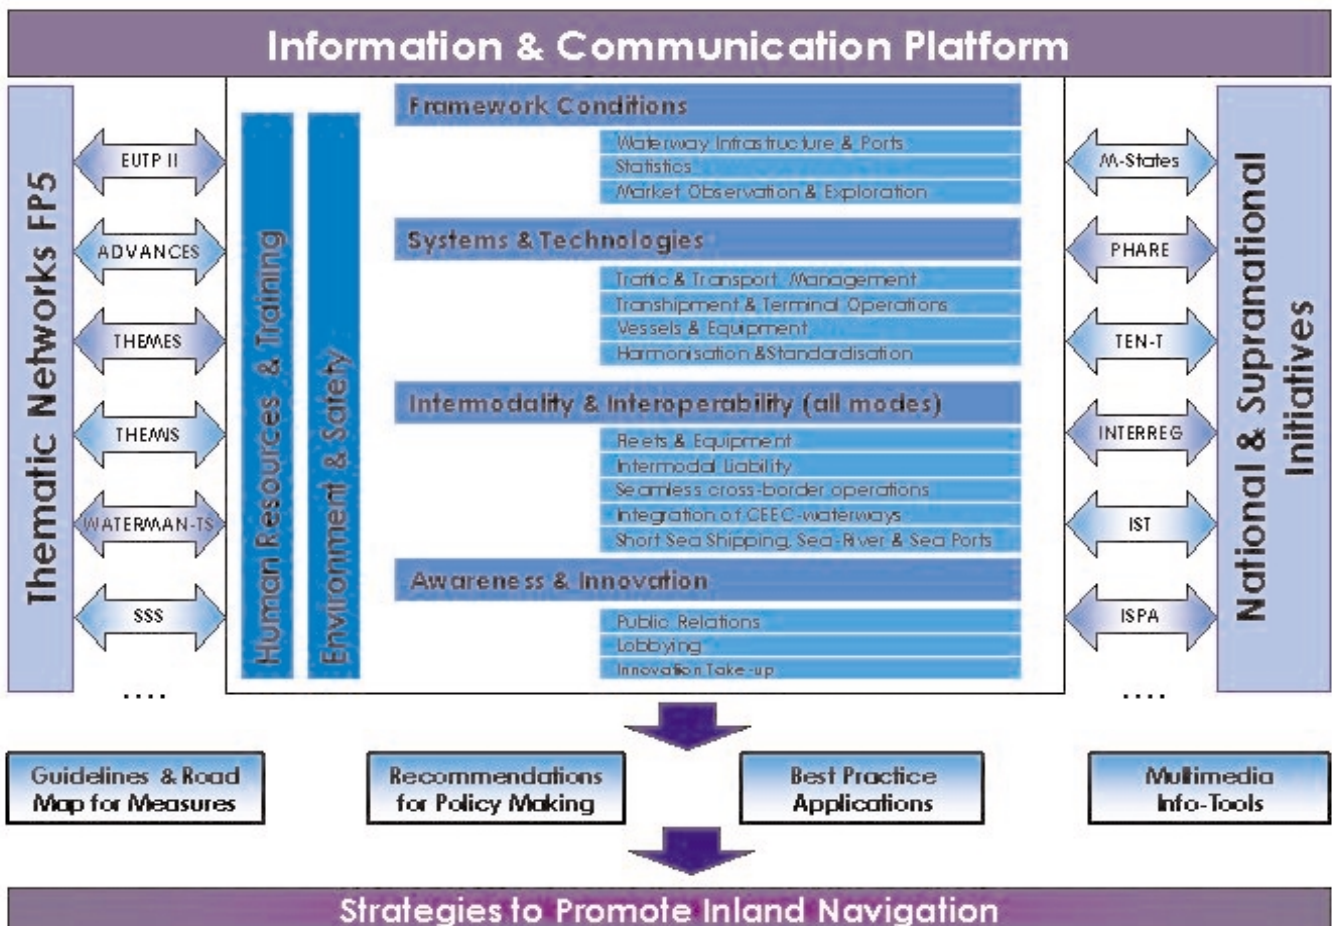 Information & Communication Platform
Thematic Networks FP5
EUTP II
ADVANCES
THEMES
THEMIS
WATERMAN-TS
SSS
....
Human Resources & Training
Environment & Safety
Framework Conditions
Waterway Infrastructure & Ports
Statistics
Market Observation & Exploration
Systems & Technologies
Traffic & Transport Management
Transhipment & Terminal Operations
Vessels & Equipment
Harmonisation &Standardisation
Intermodality & Interoperability (all modes)
Fleets & Equipment
Intermodal Liability
Seamless cross-border operations
Integration of CEEC-waterways
Short Sea Shipping, Sea-River & Sea Ports
Awareness & Innovation
Public Relations
Lobbying
Innovation Take-up
M-States
PHARE
TEN-T
INTERREG
IST
ISPA
....
National & Supranational
Initiatives
Guidelines & Road
Map for Measures
Recommendations
for Policy Making
Best Practice
Applications
Multimedia
Info-Tools
Strategies to Promote Inland Navigation